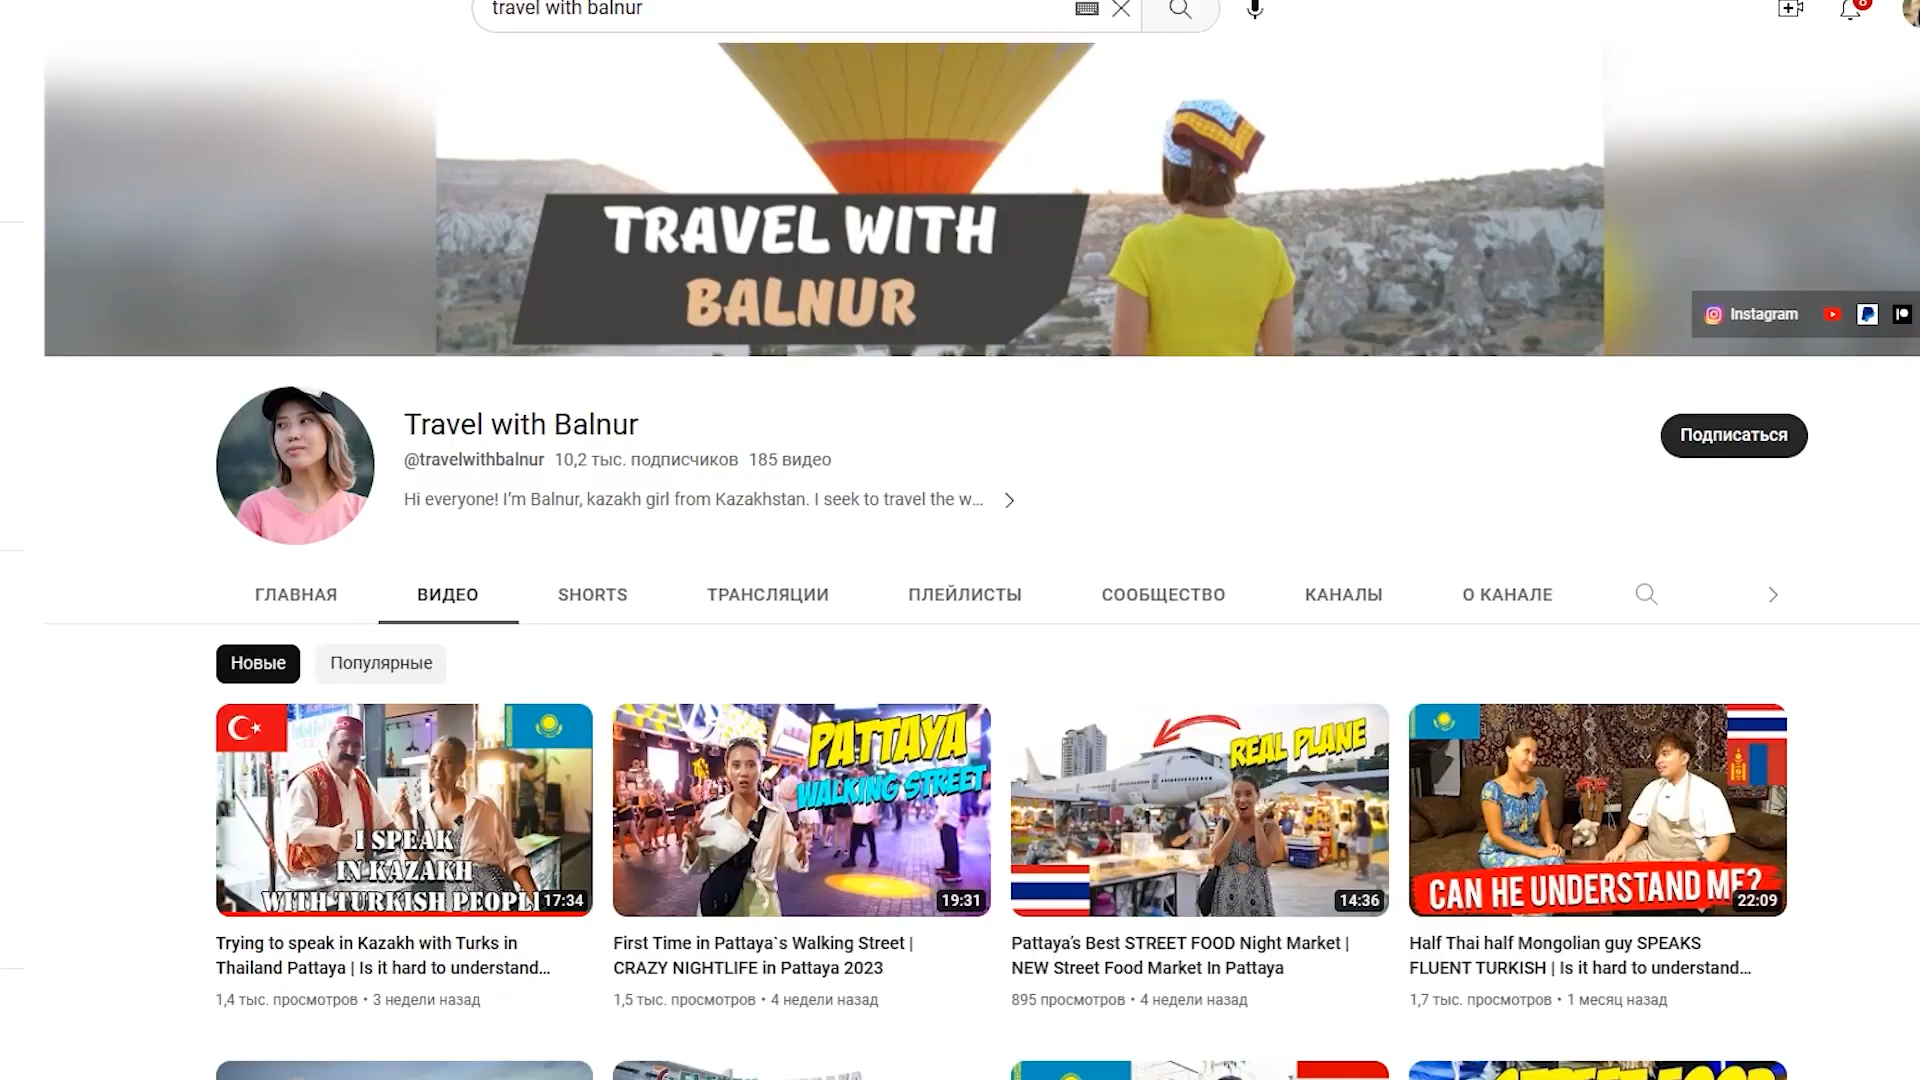 travel with balnur
8
TRAVEL WITH
BALNUR
Instagram
Travel with Balnur
@travelwithbalnur 10,2 тыс. подписчиков 185 видео
Подписаться
Hi everyone! I’m Balnur, kazakh girl from Kazakhstan. I seek to travel the w...
ГЛАВНАЯ ВИДЕО SHORTS ТРАНСЛЯЦИИ ПЛЕЙЛИСТЫ СООБЩЕСТВО КАНАЛЫ О КАНАЛЕ
Новые Популярные
I SPEAK
IN KAZAKH
WITH TURKISH PEOPL
17:34
PATTAYA
WALKING STREET
19:31
REAL PLANE
14:36
CAN HE UNDERSTAND ME?
22:09
Trying to speak in Kazakh with Turks in
Thailand Pattaya | Is it hard to understand...
1,4 тыс. просмотров • 3 недели назад
First Time in Pattaya`s Walking Street |
CRAZY NIGHTLIFE in Pattaya 2023
1,5 тыс. просмотров • 4 недели назад
Pattaya’s Best STREET FOOD Night Market |
NEW Street Food Market In Pattaya
895 просмотров • 4 недели назад
Half Thai half Mongolian guy SPEAKS
FLUENT TURKISH | Is it hard to understand...
1,7 тыс. просмотров • 1 месяц назад
STREET FOOD